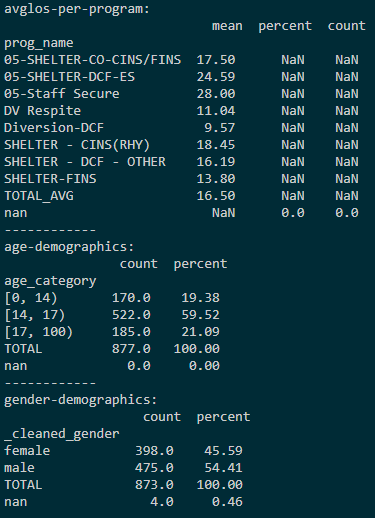 avglos-per-program:
mean percent count
prog_name
05-SHELTER-CO-CINS/FINS 17.50 NaN NaN
05-SHELTER-DCF-ES 24.59 NaN NaN
05-Staff Secure 28.00 NaN NaN
DV Respite 11.04 NaN NaN
Diversion-DCF 9.57 NaN NaN
SHELTER - CINS(RHY) 18.45 NaN NaN
SHELTER - DCF - OTHER 16.19 NaN NaN
SHELTER-FINS 13.80 NaN NaN
TOTAL_AVG 16.50 NaN NaN
nan NaN 0.0 0.0
------------
age-demographics:
count percent
age_category
[0, 14) 170.0 19.38
[14, 17) 522.0 59.52
[17, 100) 185.0 21.09
TOTAL 877.0 100.00
nan 0.0 0.00
------------
gender-demographics:
count percent
_cleaned_gender
female 398.0 45.59
male 475.0 54.41
TOTAL 873.0 100.00
nan 4.0 0.46